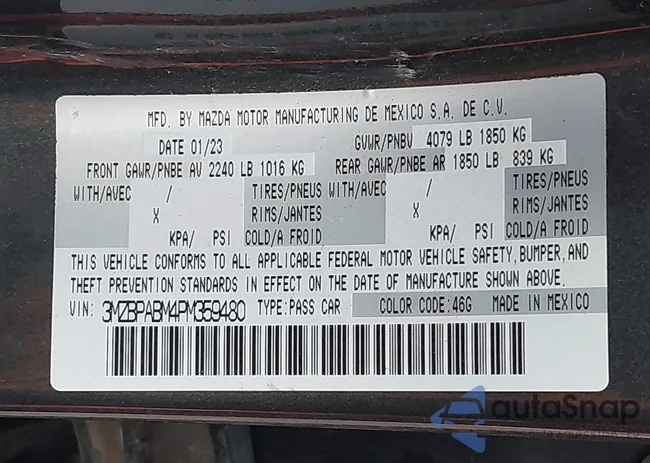 MFD. BY MAZDA MOTOR MANUFACTURING DE MEXICO S.A. DE C.V.
DATE 01/23 GVWR/PNBV 4079 LB 1850 KG
FRONT GAWR/PNBE AV 2240 LB 1016 KG REAR GAWR/PNBE AR 1850 LB 839 KG
WITH/AVEC / TIRES/PNEUS WITH/AVEC / TIRES/PNEUS
X RIMS/JANTES X RIMS/JANTES
KPA/ PSI COLD/A FROID KPA/ PSI COLD/A FROID
THIS VEHICLE CONFORMS TO ALL APPLICABLE FEDERAL MOTOR VEHICLE SAFETY, BUMPER, AND
THEFT PREVENTION STANDARDS IN EFFECT ON THE DATE OF MANUFACTURE SHOWN ABOVE.
VIN: 3MZBPABM4PM359480 TYPE: PASS CAR COLOR CODE: 46G MADE IN MEXICO
autoSnap